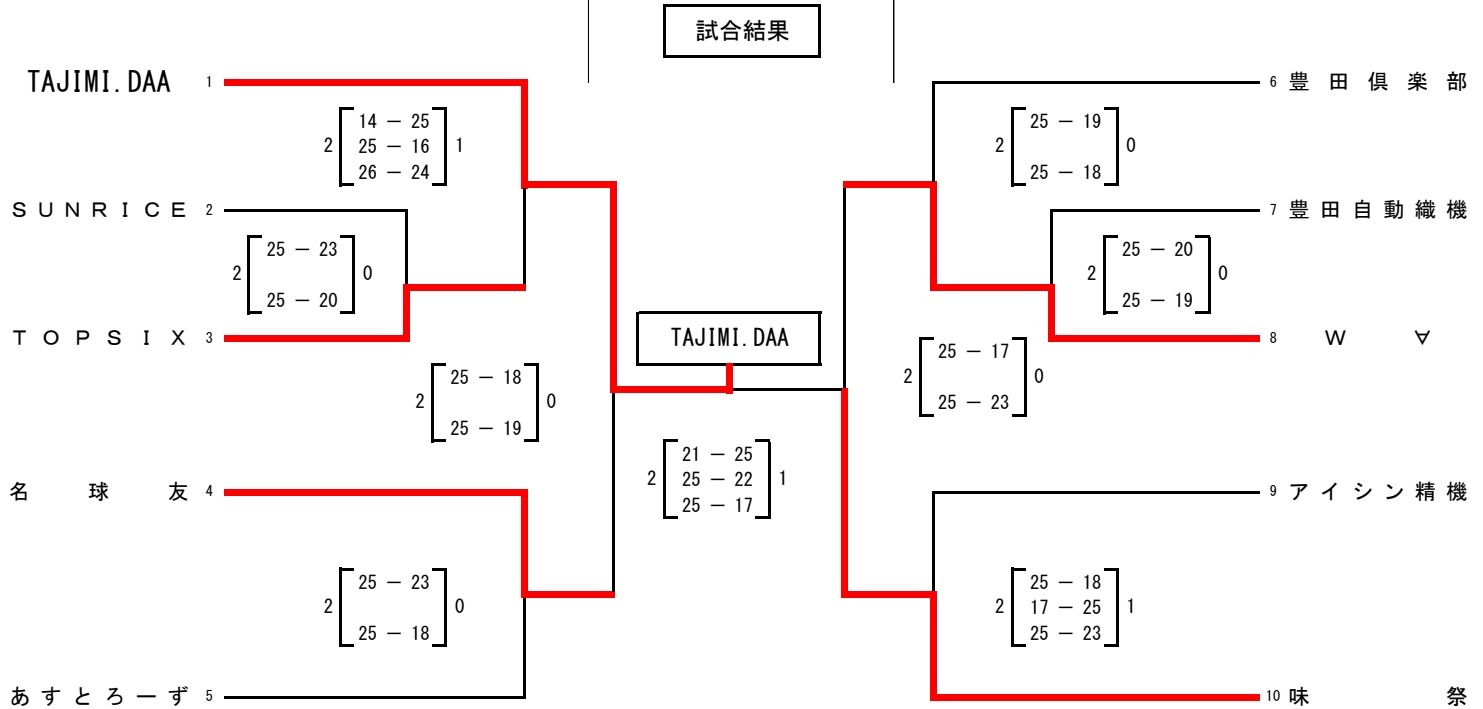 試合結果
TAJIMI.DAA 1
6 豊田倶楽部
14 － 25
2 25 － 16 1
26 － 24
25 － 19
2 0
25 － 18
SUNRICE 2
7 豊田自動織機
25 － 23
2 0
25 － 20
25 － 20
2 0
25 － 19
TOPSIX 3
TAJIMI.DAA
8 W ∀
25 － 18
2 0
25 － 19
25 － 17
2 0
25 － 23
21 － 25
2 25 － 22 1
25 － 17
名球友 4
9 アイシン精機
25 － 23
2 0
25 － 18
25 － 18
2 17 － 25 1
25 － 23
あすとろーず 5
10 味祭